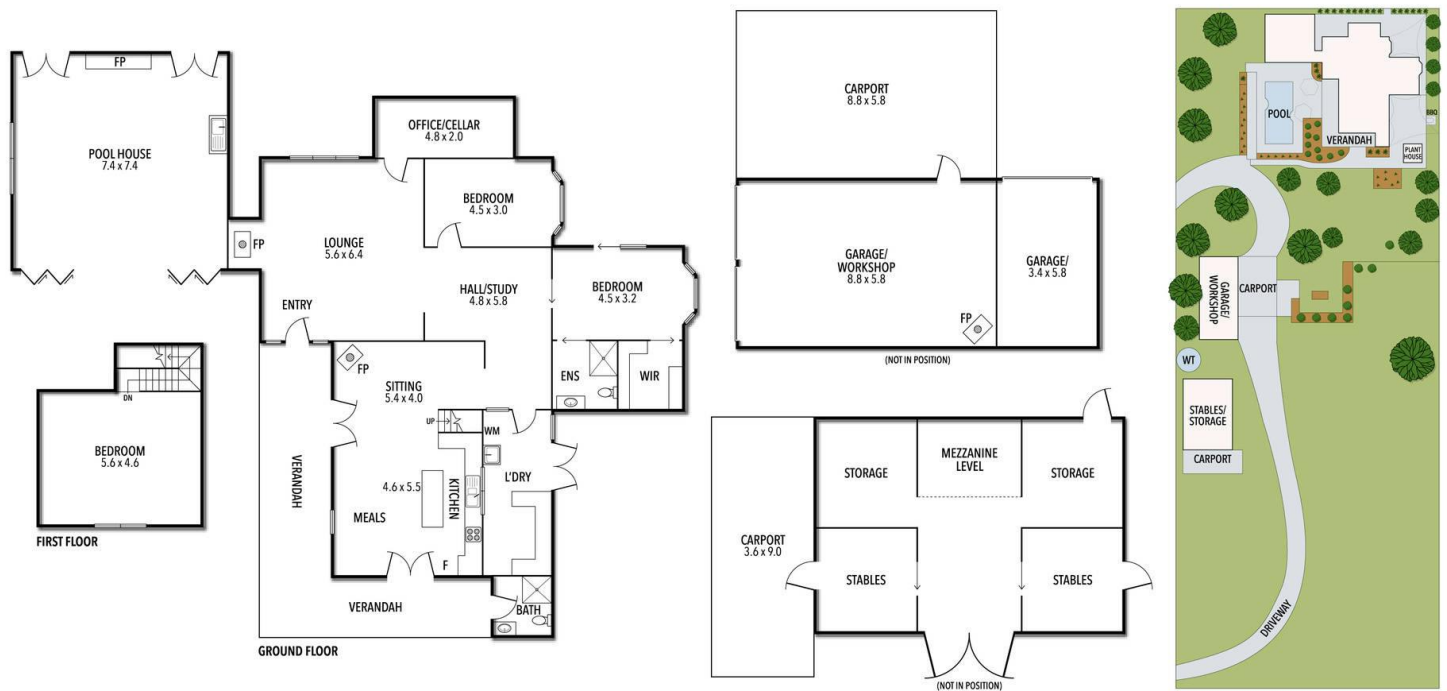 FP
POOL HOUSE
7.4 x 7.4
OFFICE/CELLAR
4.8 x 2.0
BEDROOM
4.5 x 3.0
LOUNGE
5.6 x 6.4
FP
HALL/STUDY
4.8 x 5.8
BEDROOM
4.5 x 3.2
ENTRY
FP
SITTING
5.4 x 4.0
ENS
WIR
UP
WM
L'DRY
4.6 x 5.5
KITCHEN
MEALS
F
VERANDAH
VERANDAH
BATH
GROUND FLOOR
DN
BEDROOM
5.6 x 4.6
FIRST FLOOR
CARPORT
8.8 x 5.8
GARAGE/
WORKSHOP
8.8 x 5.8
GARAGE/
3.4 x 5.8
FP
(NOT IN POSITION)
STORAGE
MEZZANINE
LEVEL
STORAGE
CARPORT
3.6 x 9.0
STABLES
STABLES
(NOT IN POSITION)
POOL
BBQ
VERANDAH
PLANT
HOUSE
GARAGE/
WORKSHOP
CARPORT
WT
STABLES/
STORAGE
CARPORT
DRIVEWAY